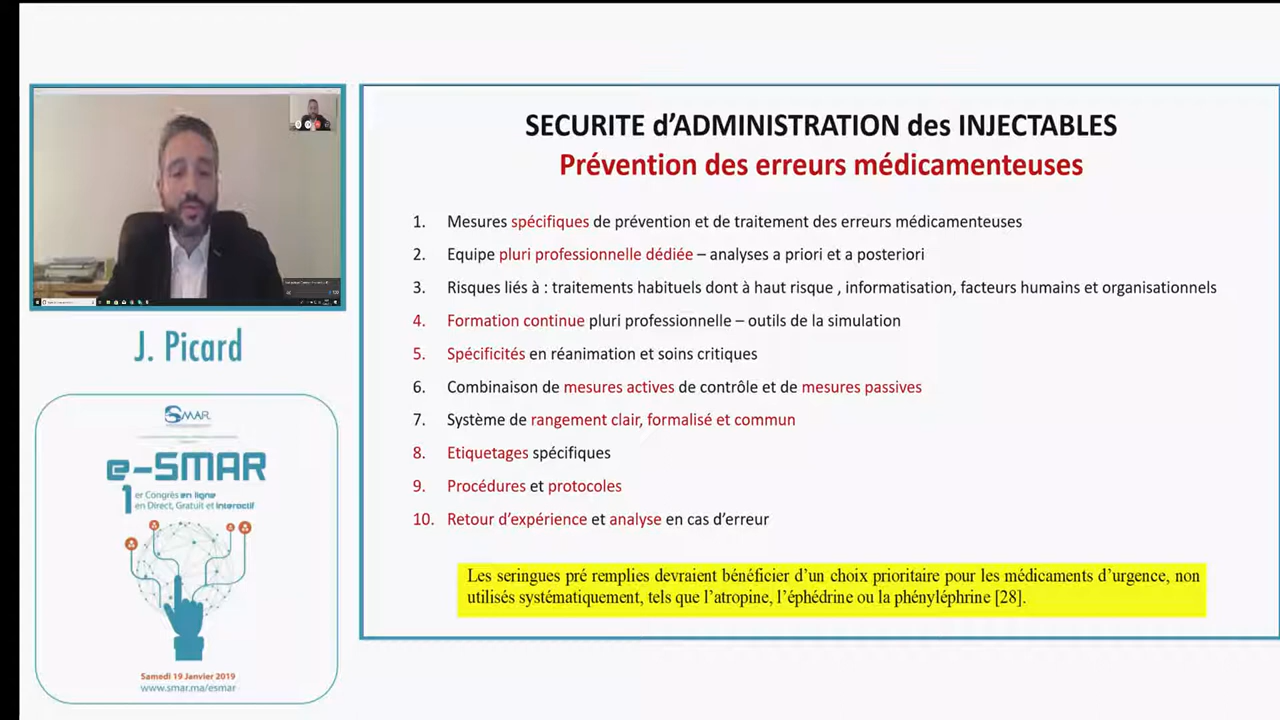 SECURITE d'ADMINISTRATION des INJECTABLES
Prévention des erreurs médicamenteuses
1. Mesures spécifiques de prévention et de traitement des erreurs médicamenteuses
2. Equipe pluri professionnelle dédiée – analyses a priori et a posteriori
3. Risques liés à : traitements habituels dont à haut risque , informatisation, facteurs humains et organisationnels
4. Formation continue pluri professionnelle – outils de la simulation
5. Spécificités en réanimation et soins critiques
6. Combinaison de mesures actives de contrôle et de mesures passives
7. Système de rangement clair, formalisé et commun
8. Etiquetages spécifiques
9. Procédures et protocoles
10. Retour d'expérience et analyse en cas d'erreur
Les seringues pré remplies devraient bénéficier d'un choix prioritaire pour les médicaments d'urgence, non
utilisés systématiquement, tels que l'atropine, l'éphédrine ou la phényléphrine [28].
J. Picard
SMAR
e-SMAR
1er Congrès en ligne
en Direct, Gratuit et Interactif
Samedi 19 Janvier 2019
www.smar.ma/esmar